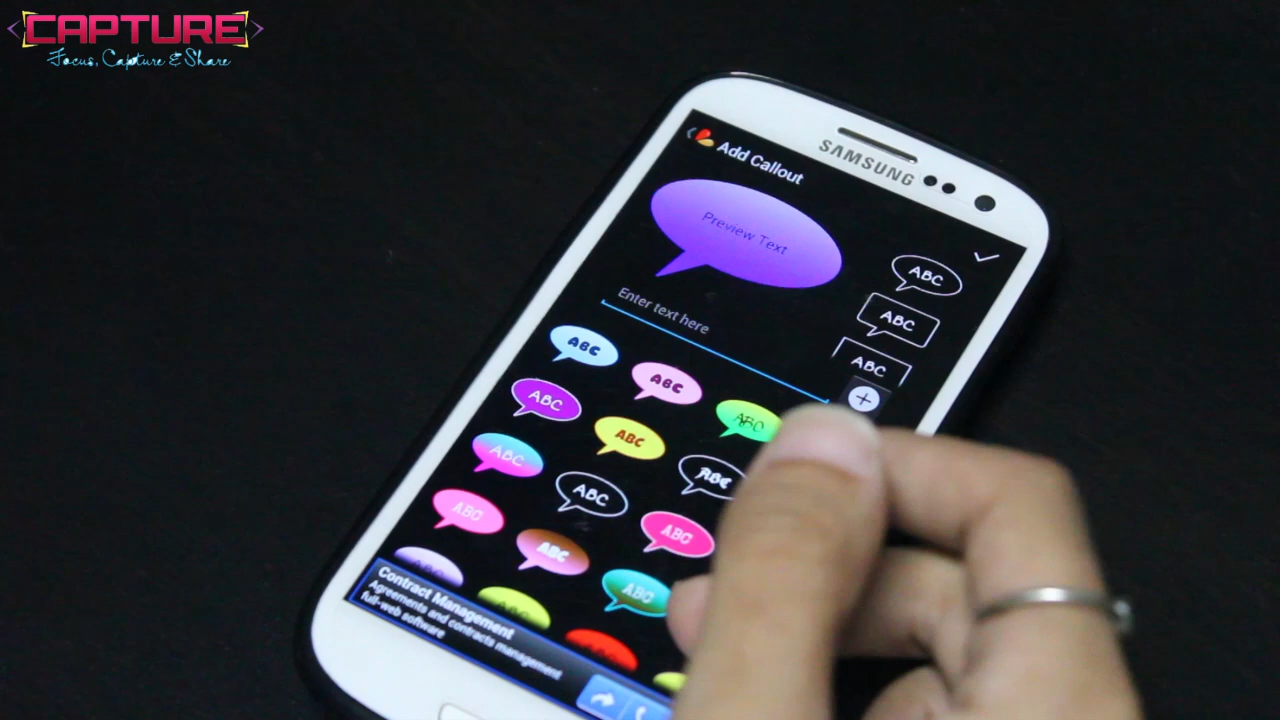 CAPTURE
Focus, Capture & Share
SAMSUNG
Add Callout
Preview Text
ABC
ABC
ABC
Enter text here
ABC
ABC
ABC
ABC
ABC
ABC
ABC
ABC
ABC
ABC
ABC
ABC
Contract Management
Agreements and contracts management
full-web software